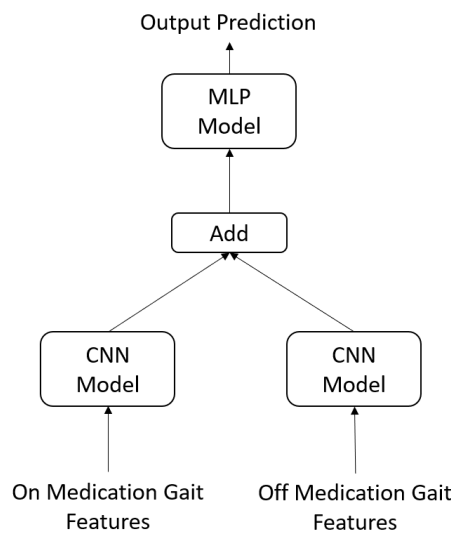 Output Prediction
MLP
Model
Add
CNN
Model
CNN
Model
On Medication Gait
Features
Off Medication Gait
Features